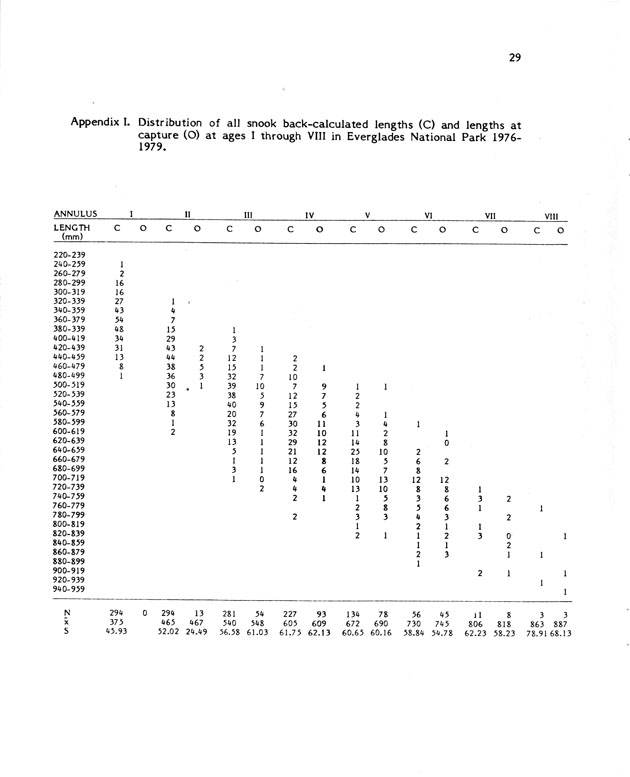 29
Appendix I. Distribution of all snook back-calculated lengths (C) and lengths at
capture (O) at ages I through VIII in Everglades National Park 1976-
1979.
ANNULUS I II III IV V VI VII VIII
LENGTH C O C O C O C O C O C O C O C O
(mm)
220-239
240-259 1
260-279 2
280-299 16
300-319 16
320-339 27 1
340-359 43 4
360-379 54 7
380-339 48 15 1
400-419 34 29 3
420-439 31 43 2 7 1
440-459 13 44 2 12 1 2
460-479 8 38 5 15 1 2 1
480-499 1 36 3 32 7 10
500-519 30 1 39 10 7 9 1 1
520-539 23 38 5 12 7 2
540-559 13 40 9 15 5 2
560-579 8 20 7 27 6 4 1
580-599 1 32 6 30 11 3 4 1
600-619 2 19 1 32 10 11 2 1
620-639 13 1 29 12 14 8 0
640-659 5 1 21 12 25 10 2
660-679 1 1 12 8 18 5 6 2
680-699 3 1 16 6 14 7 8
700-719 1 0 4 1 10 13 12 12
720-739 2 4 4 13 10 8 8 1
740-759 2 1 1 5 3 6 3 2
760-779 2 8 5 6 1 1
780-799 2 3 3 4 3 2
800-819 1 2 1 1
820-839 2 1 1 2 3 0 1
840-859 1 1 2
860-879 2 3 1 1
880-899 1
900-919 2 1 1
920-939 1
940-959 1
N 294 0 294 13 281 54 227 93 134 78 56 45 11 8 3 3
x̄ 375 465 467 540 548 605 609 672 690 730 745 806 818 863 887
S 45.93 52.02 24.49 56.58 61.03 61.75 62.13 60.65 60.16 58.84 54.78 62.23 58.23 78.91 68.13